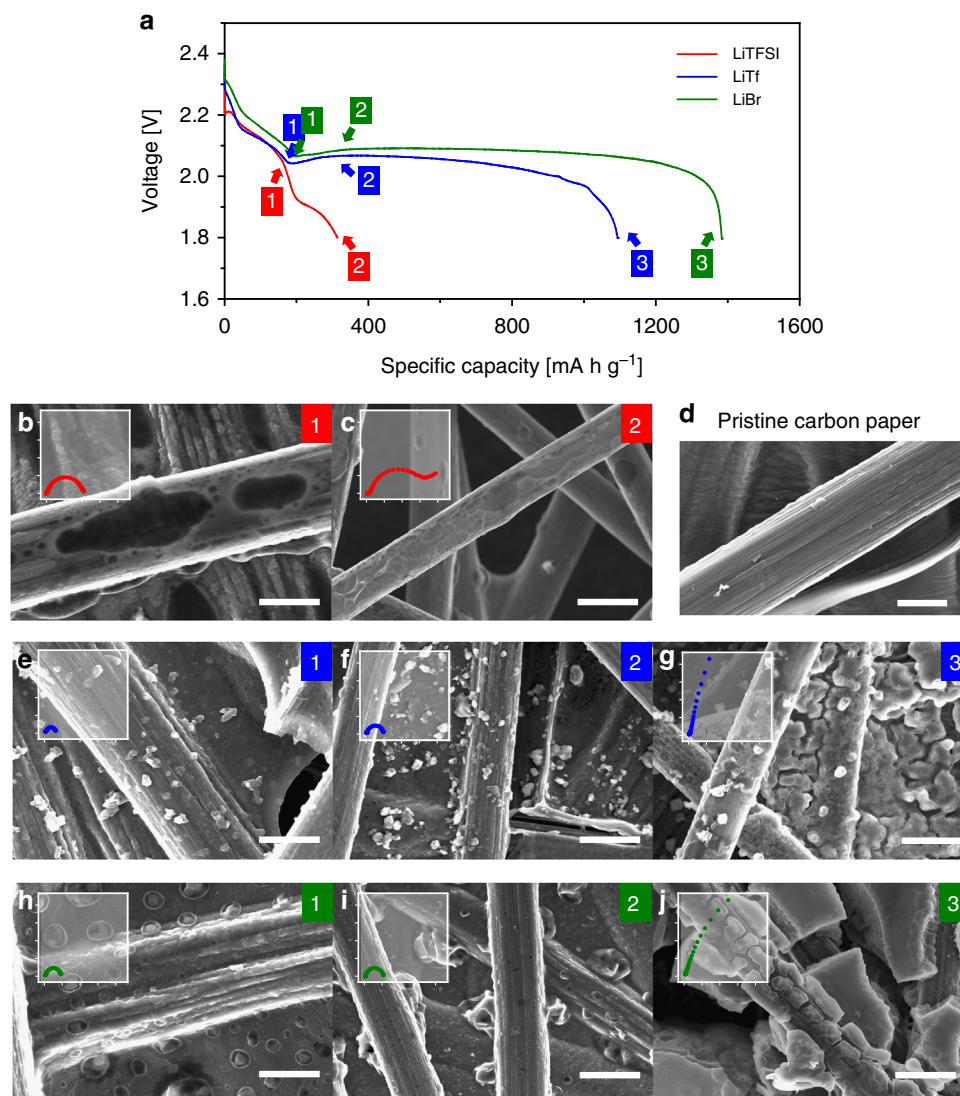 a
2.4
2.2
2.0
1.8
1.6
Voltage [V]
LiTFSI
LiTf
LiBr
1
1
2
1
2
2
3
3
0
400
800
1200
1600
Specific capacity [mA h g⁻¹]
b
1
c
2
d
Pristine carbon paper
e
1
f
2
g
3
h
1
i
2
j
3